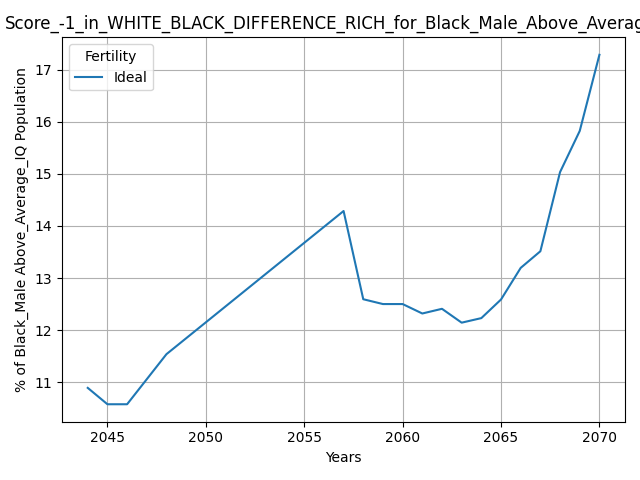 Score_-1_in_WHITE_BLACK_DIFFERENCE_RICH_for_Black_Male_Above_Averag
Fertility
Ideal
% of Black_Male Above_Average_IQ Population
17
16
15
14
13
12
11
2045
2050
2055
2060
2065
2070
Years